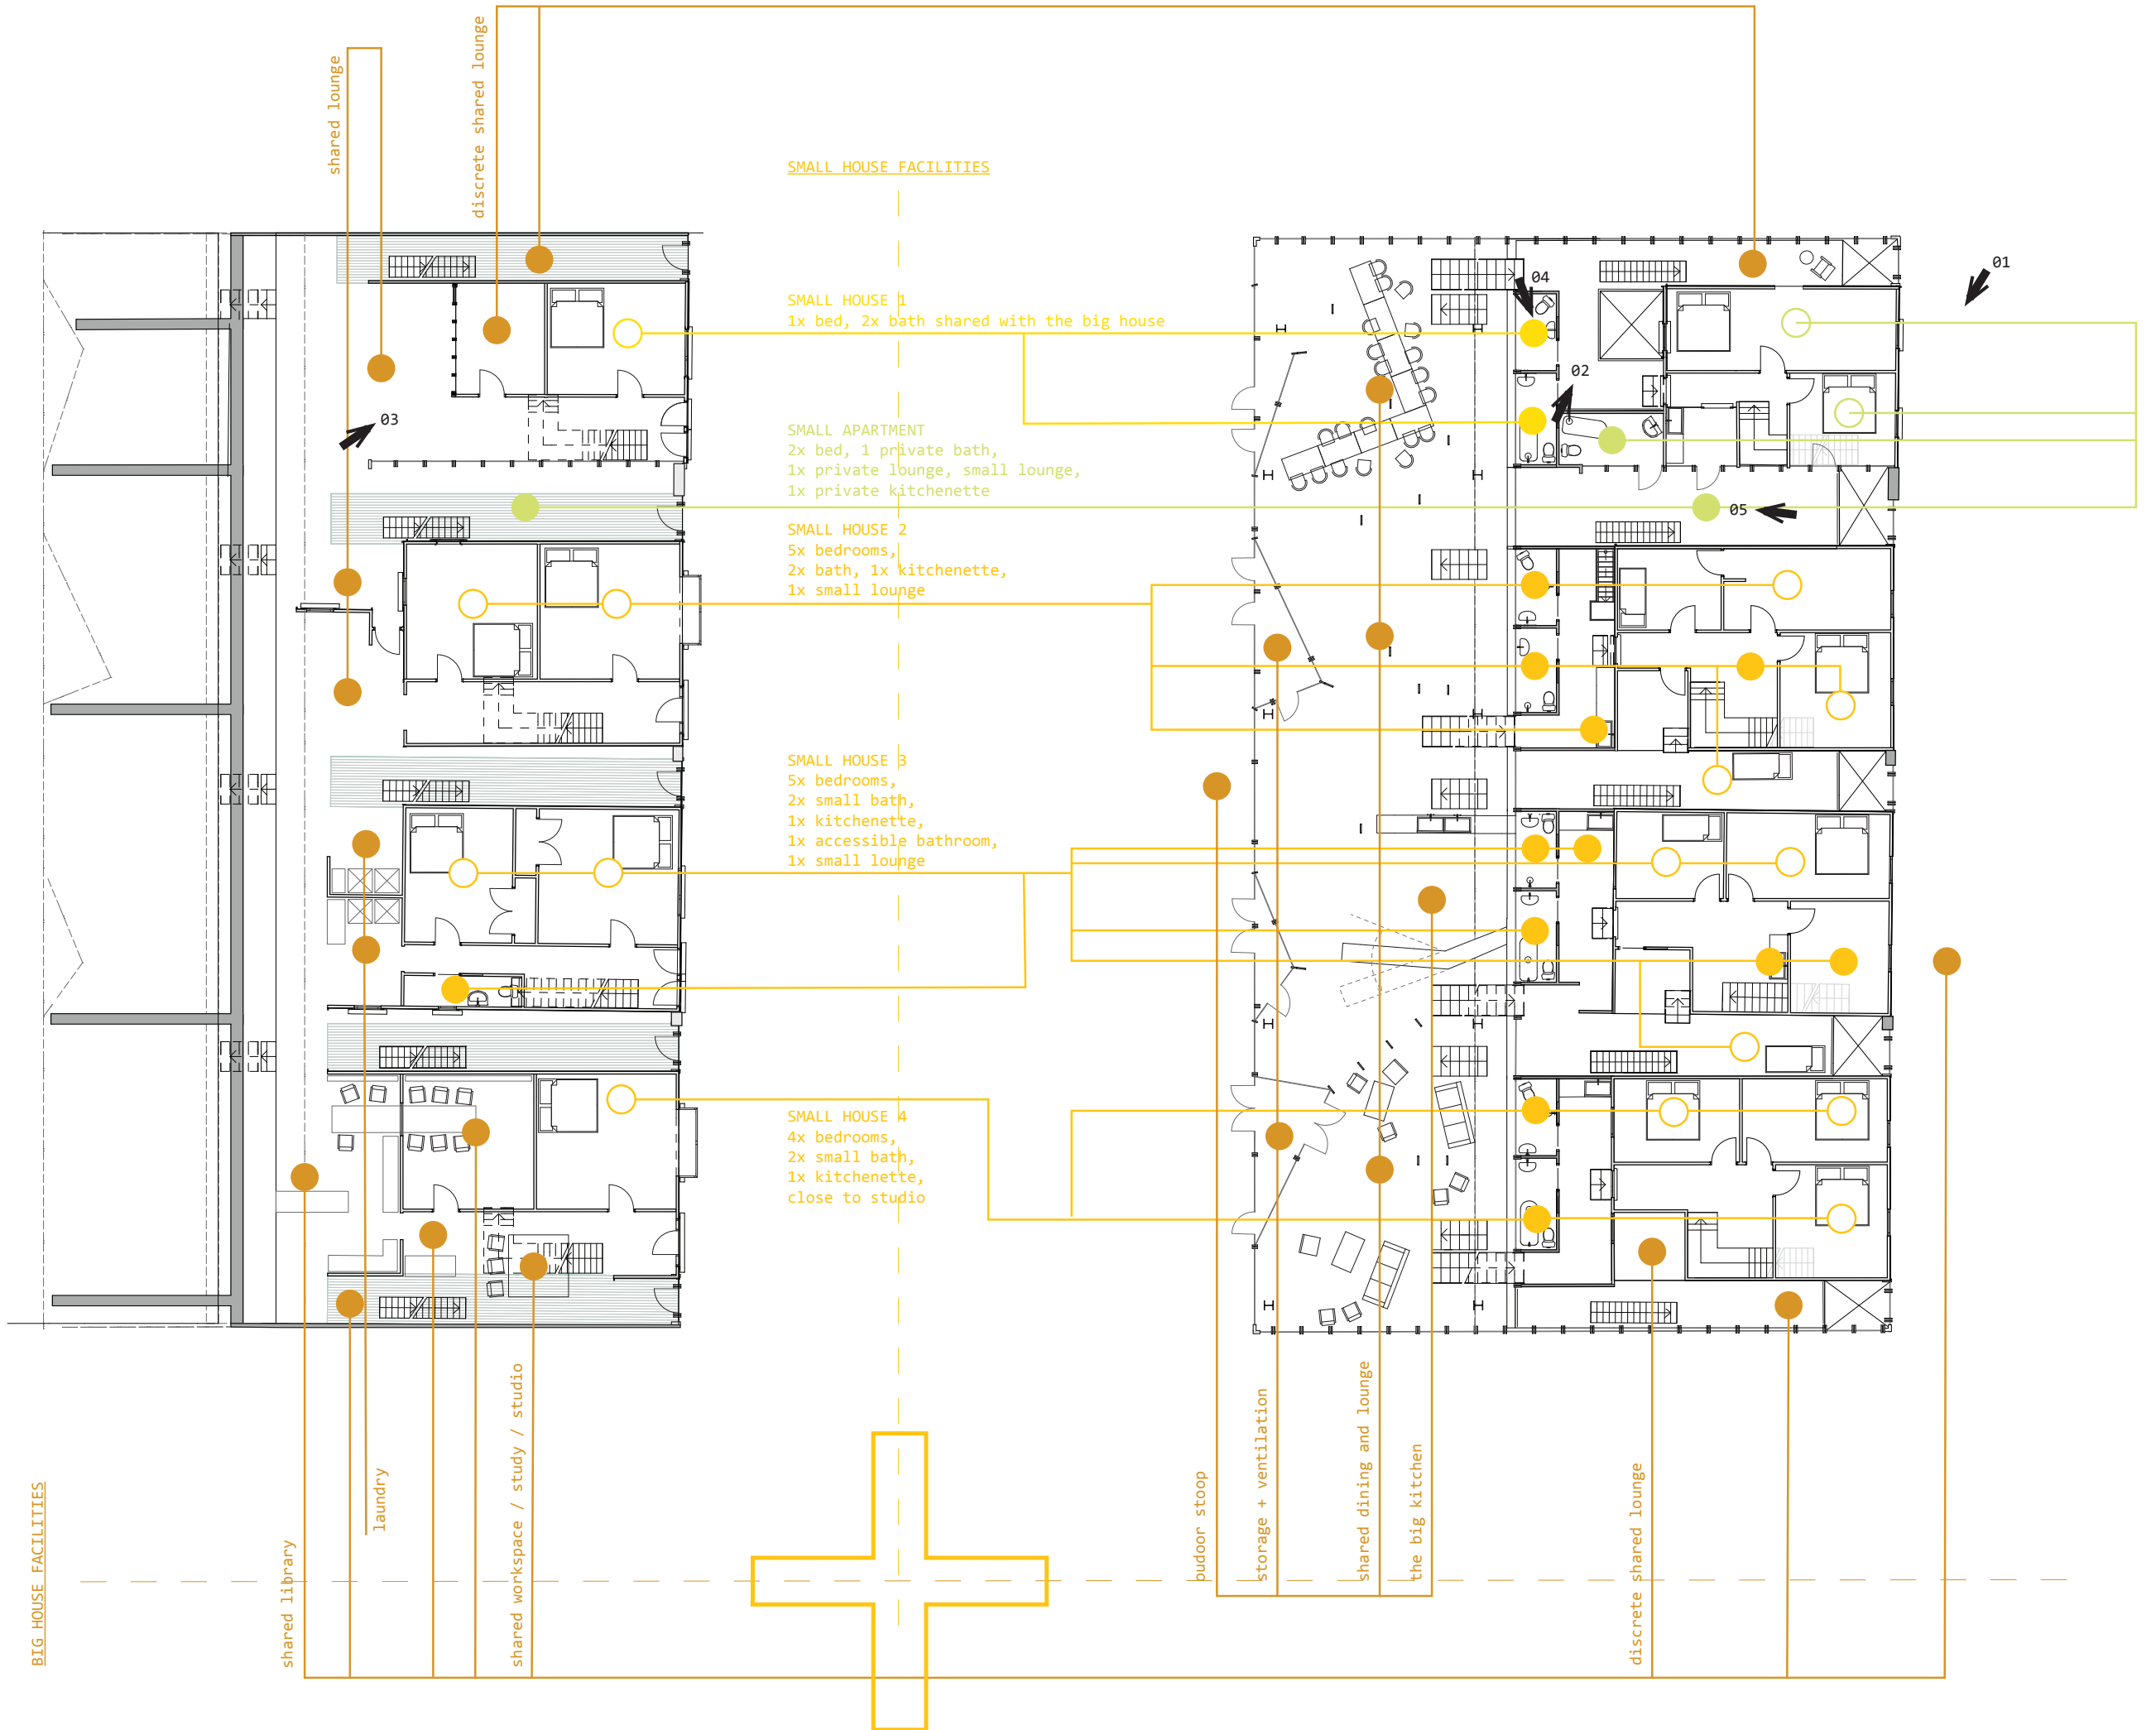 shared lounge
discrete shared lounge
SMALL HOUSE FACILITIES
SMALL HOUSE 1
1x bed, 2x bath shared with the big house
04
01
02
03
SMALL APARTMENT
2x bed, 1 private bath,
1x private lounge, small lounge,
1x private kitchenette
05
SMALL HOUSE 2
5x bedrooms,
2x bath, 1x kitchenette,
1x small lounge
SMALL HOUSE 3
5x bedrooms,
2x small bath,
1x kitchenette,
1x accessible bathroom,
1x small lounge
SMALL HOUSE 4
4x bedrooms,
2x small bath,
1x kitchenette,
close to studio
BIG HOUSE FACILITIES
shared library
laundry
shared workspace / study / studio
oudoor stoop
storage + ventilation
shared dining and lounge
the big kitchen
discrete shared lounge